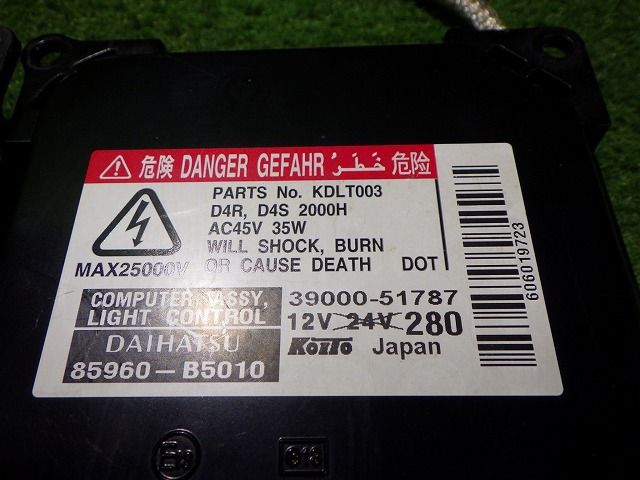 危険 DANGER GEFAHR خَطَر 危险
PARTS No. KDLT003
D4R, D4S 2000H
AC45V 35W
WILL SHOCK, BURN
MAX25000V OR CAUSE DEATH DOT
COMPUTER ASSY,
LIGHT CONTROL
39000-51787
12V 24V 280
DAIHATSU
KOITO Japan
85960-B5010
606019723